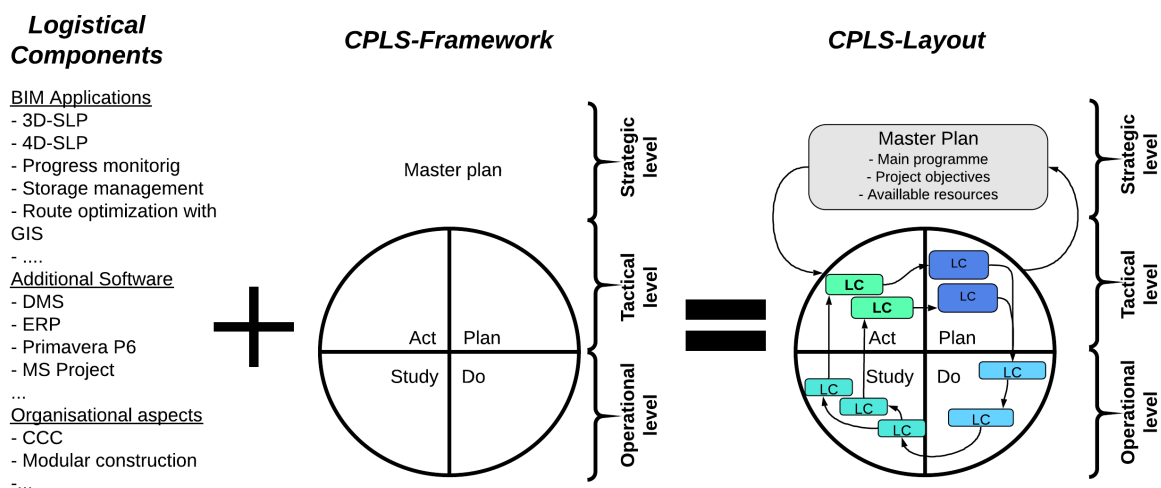 Logistical
Components
BIM Applications
- 3D-SLP
- 4D-SLP
- Progress monitorig
- Storage management
- Route optimization with
GIS
- ....
Additional Software
- DMS
- ERP
- Primavera P6
- MS Project
...
Organisational aspects
- CCC
- Modular construction
-...
CPLS-Framework
Master plan
Act
Plan
Study
Do
Strategic
level
Tactical
level
Operational
level
CPLS-Layout
Master Plan
- Main programme
- Project objectives
- Availlable resources
LC
LC
LC
LC
Act
Plan
Study
Do
LC
LC
LC
LC
LC
Strategic
level
Tactical
level
Operational
level